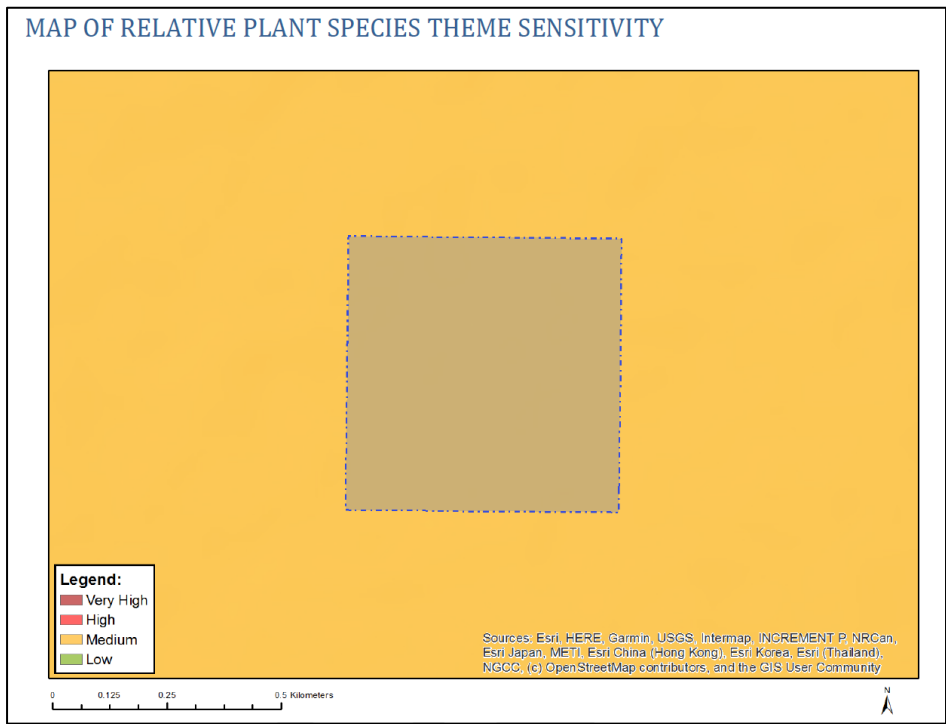 MAP OF RELATIVE PLANT SPECIES THEME SENSITIVITY
Legend:
Very High
High
Medium
Low
Sources: Esri, HERE, Garmin, USGS, Intermap, INCREMENT P, NRCan,
Esri Japan, METI, Esri China (Hong Kong), Esri Korea, Esri (Thailand),
NGCC, (c) OpenStreetMap contributors, and the GIS User Community
0 0.125 0.25 0.5 Kilometers
N